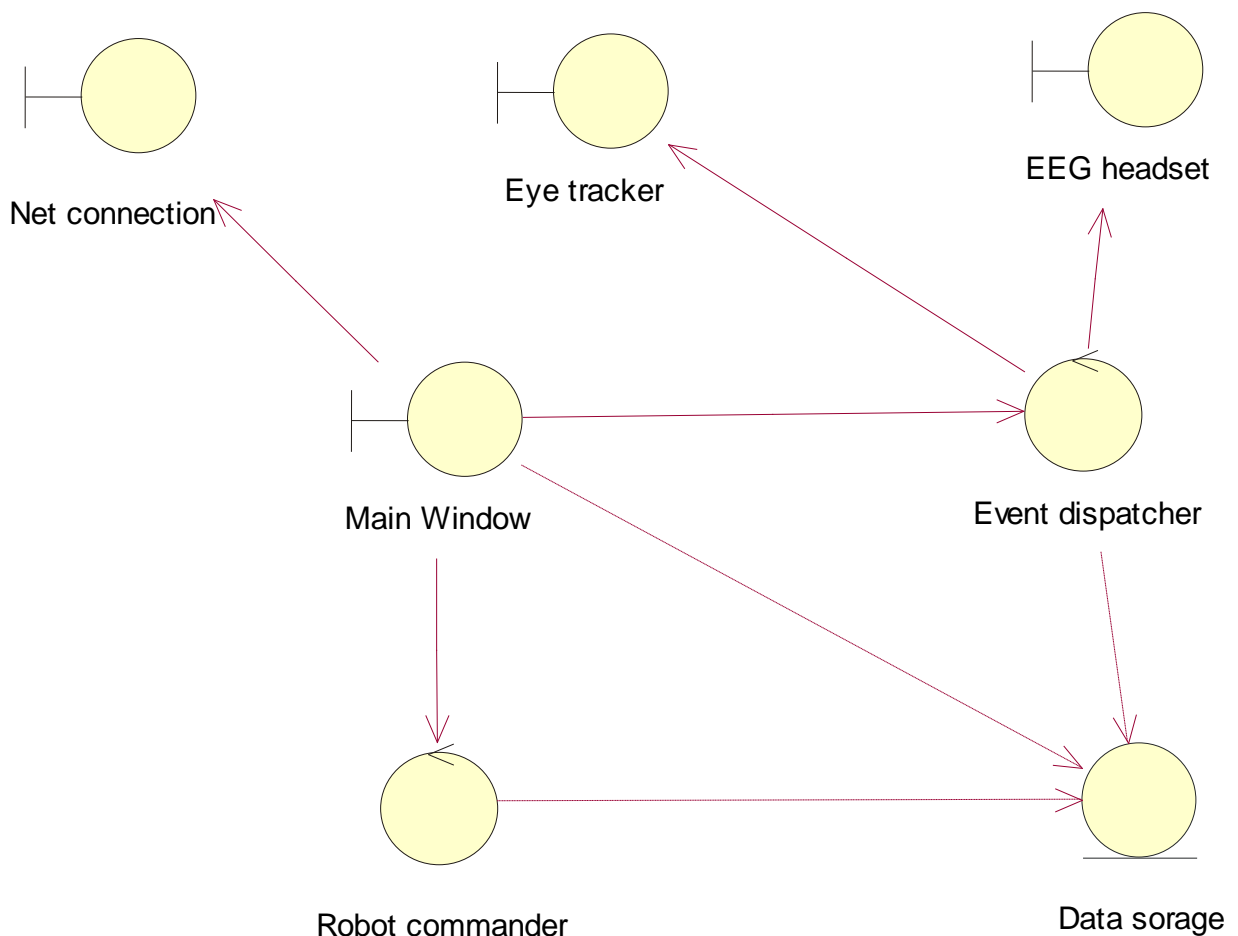 Net connection
Eye tracker
EEG headset
Main Window
Event dispatcher
Robot commander
Data sorage